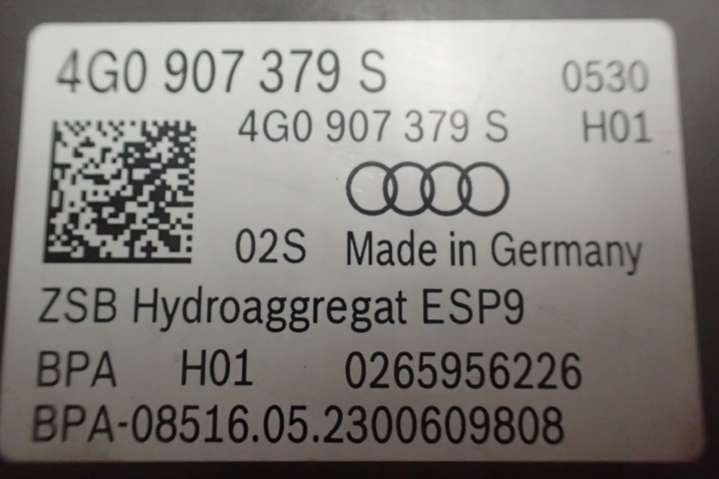 4G0 907 379 S 0530
4G0 907 379 S H01
02S Made in Germany
ZSB Hydroaggregat ESP9
BPA H01 0265956226
BPA-08516.05.2300609808